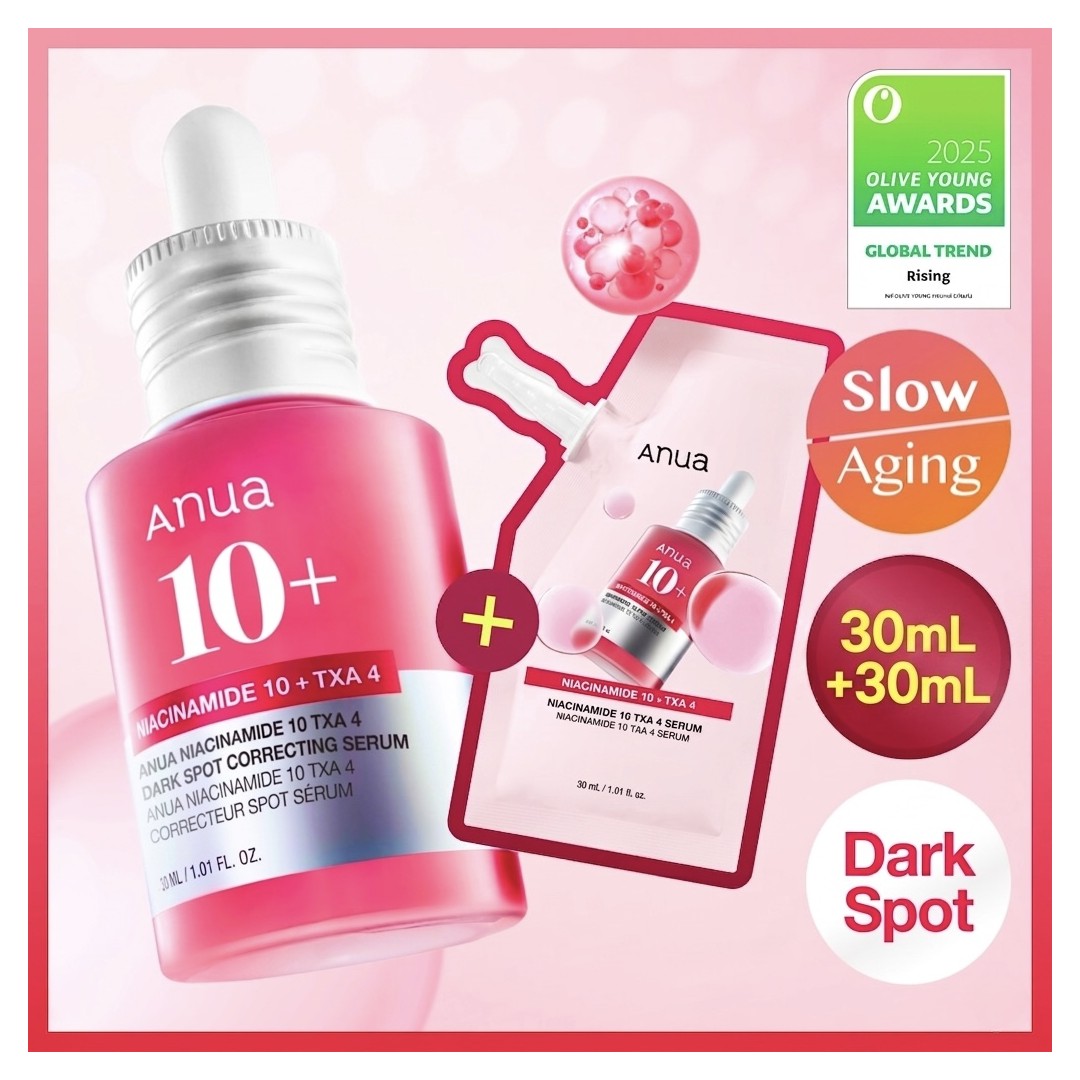 Anua
10+
NIACINAMIDE 10 + TXA 4
ANUA NIACINAMIDE 10 TXA 4
DARK SPOT CORRECTING SERUM
ANUA NIACINAMIDE 10 TXA 4
CORRECTEUR SPOT SÉRUM
30 ML / 1.01 FL. OZ.
+
Anua
Anua
10+
NIACINAMIDE 10 + TXA 4
NIACINAMIDE 10 TXA 4 SERUM
NIACINAMIDE 10 TAA 4 SERUM
30 mL / 1.01 fl. oz.
2025
OLIVE YOUNG
AWARDS
GLOBAL TREND
Rising
Slow
Aging
30mL
+30mL
Dark
Spot